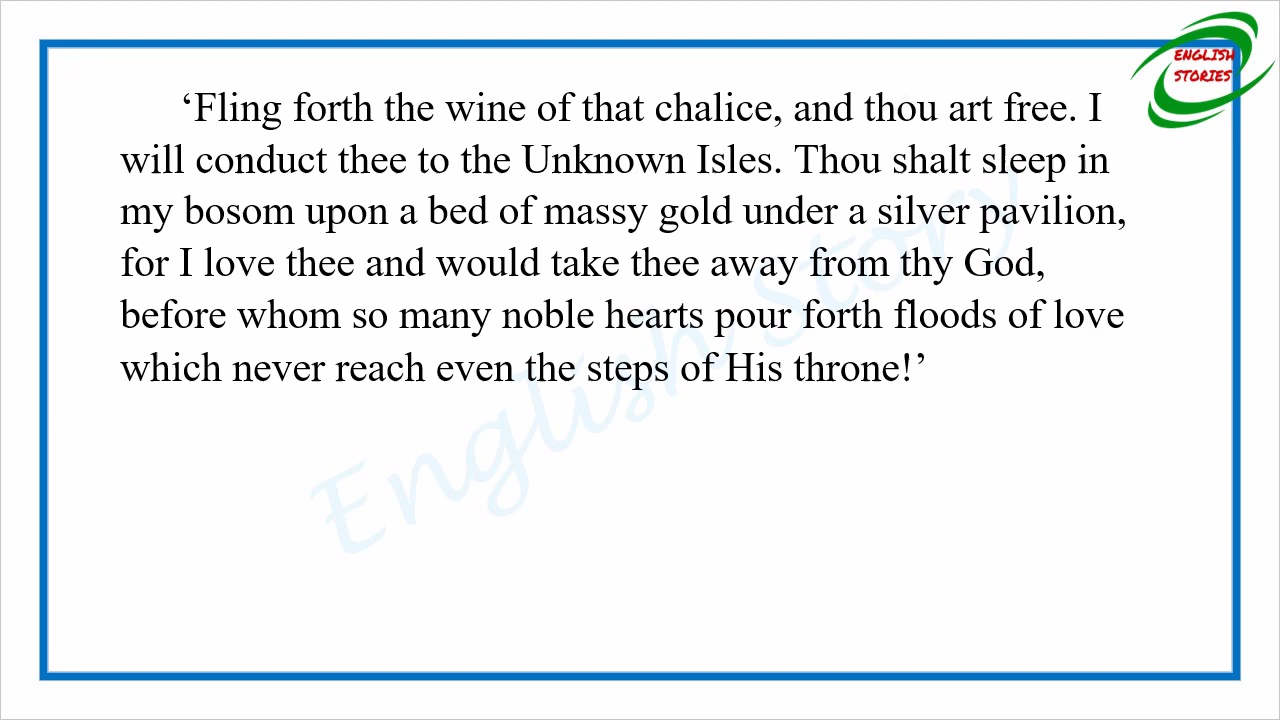 ENGLISH
STORIES
‘Fling forth the wine of that chalice, and thou art free. I
will conduct thee to the Unknown Isles. Thou shalt sleep in
my bosom upon a bed of massy gold under a silver pavilion,
for I love thee and would take thee away from thy God,
before whom so many noble hearts pour forth floods of love
which never reach even the steps of His throne!’
English Story